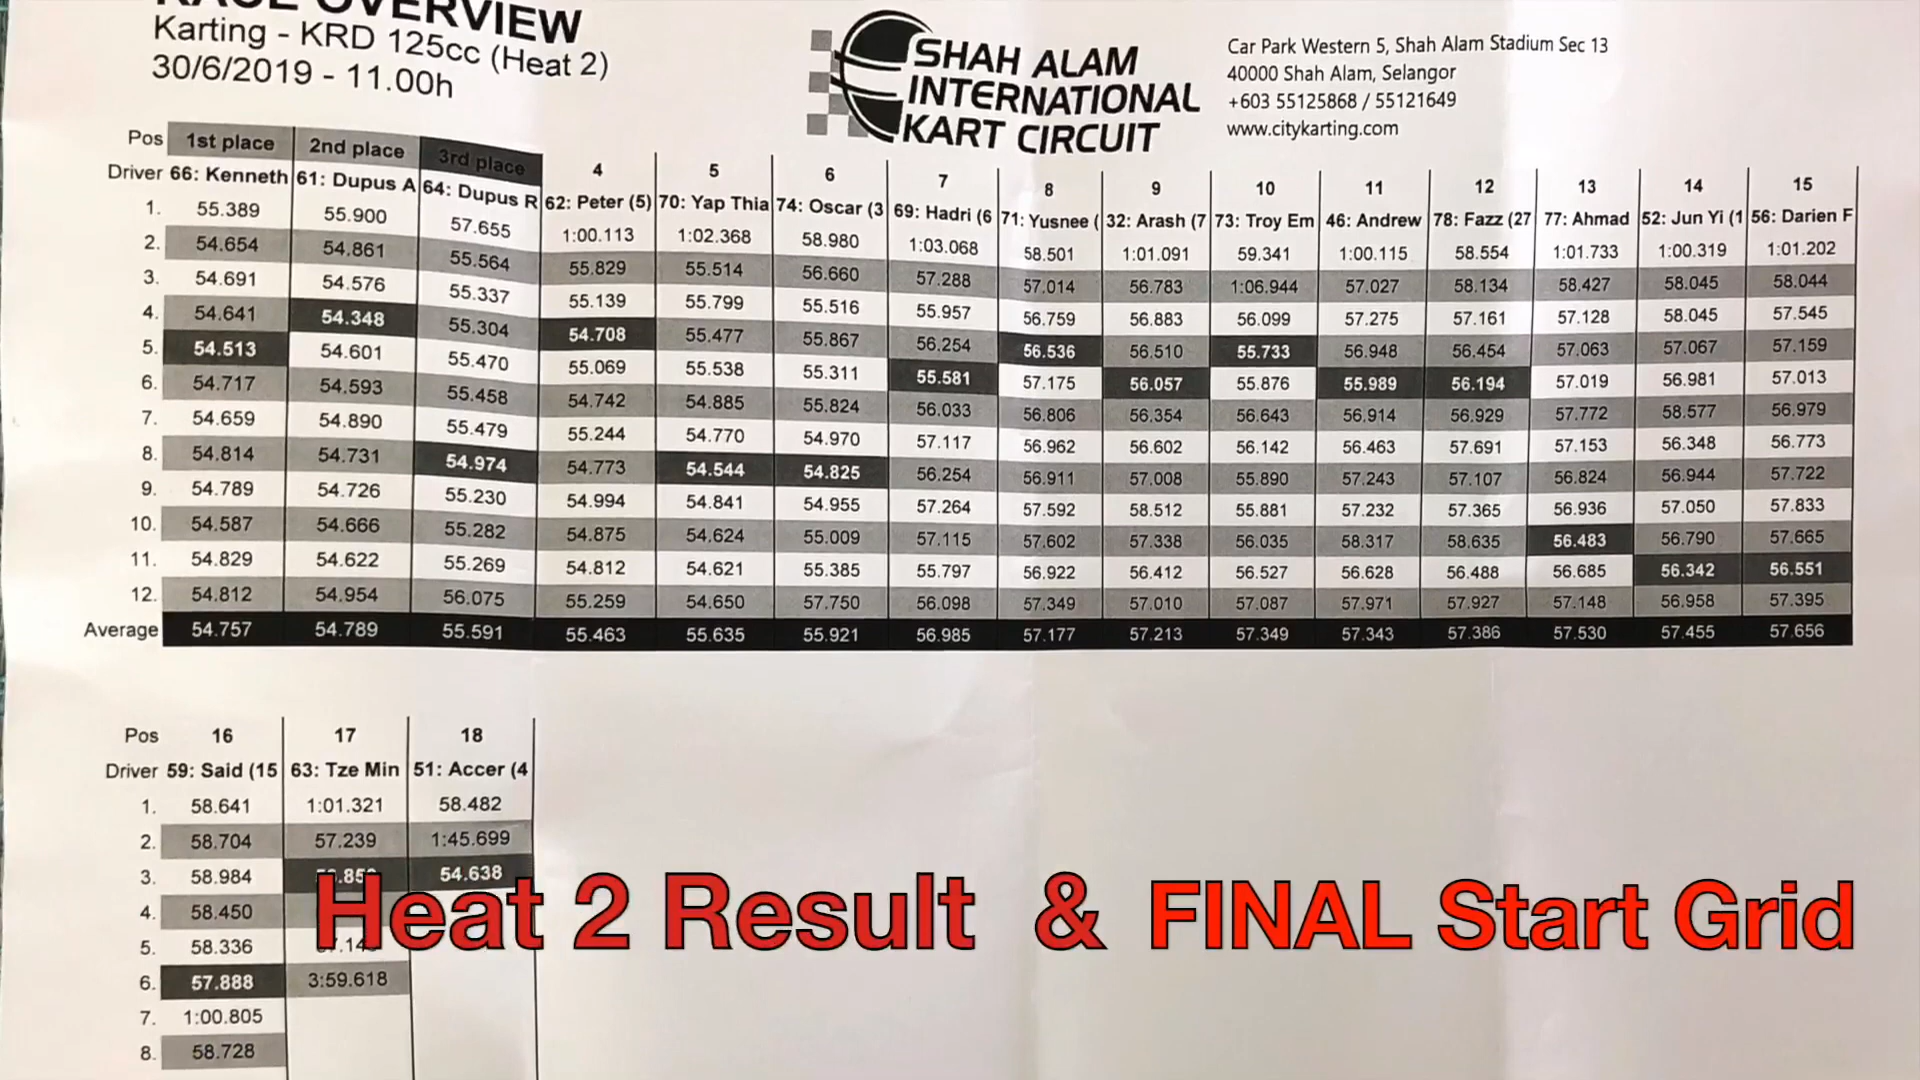 RACE OVERVIEW
Karting - KRD 125cc (Heat 2)
30/6/2019 - 11.00h
SHAH ALAM
INTERNATIONAL
KART CIRCUIT
Car Park Western 5, Shah Alam Stadium Sec 13
40000 Shah Alam, Selangor
+603 55125868 / 55121649
www.citykarting.com
Pos 1st place 2nd place 3rd place 4 5 6 7 8 9 10 11 12 13 14 15
Driver 66: Kenneth 61: Dupus A 64: Dupus R 62: Peter (5) 70: Yap Thia 74: Oscar (3 69: Hadri (6 71: Yusnee ( 32: Arash (7 73: Troy Em 46: Andrew 78: Fazz (27 77: Ahmad 52: Jun Yi (1 56: Darien F
1. 55.389 55.900 57.655 1:00.113 1:02.368 58.980 1:03.068 58.501 1:01.091 59.341 1:00.115 58.554 1:01.733 1:00.319 1:01.202
2. 54.654 54.861 55.564 55.829 55.514 56.660 57.288 57.014 56.783 1:06.944 57.027 58.134 58.427 58.045 58.044
3. 54.691 54.576 55.337 55.139 55.799 55.516 55.957 56.759 56.883 56.099 57.275 57.161 57.128 58.045 57.545
4. 54.641 54.348 55.304 54.708 55.477 55.867 56.254 56.536 56.510 55.733 56.948 56.454 57.063 57.067 57.159
5. 54.513 54.601 55.470 55.069 55.538 55.311 55.581 57.175 56.057 55.876 55.989 56.194 57.019 56.981 57.013
6. 54.717 54.593 55.458 54.742 54.885 55.824 56.033 56.806 56.354 56.643 56.914 56.929 57.772 58.577 56.979
7. 54.659 54.890 55.479 55.244 54.770 54.970 57.117 56.962 56.602 56.142 56.463 57.691 57.153 56.348 56.773
8. 54.814 54.731 54.974 54.773 54.544 54.825 56.254 56.911 57.008 55.890 57.243 57.107 56.824 56.944 57.722
9. 54.789 54.726 55.230 54.994 54.841 54.955 57.264 57.592 58.512 55.881 57.232 57.365 56.936 57.050 57.833
10. 54.587 54.666 55.282 54.875 54.624 55.009 57.115 57.602 57.338 56.035 58.317 58.635 56.483 56.790 57.665
11. 54.829 54.622 55.269 54.812 54.621 55.385 55.797 56.922 56.412 56.527 56.628 56.488 56.685 56.342 56.551
12. 54.812 54.954 56.075 55.259 54.650 57.750 56.098 57.349 57.010 57.087 57.971 57.927 57.148 56.958 57.395
Average 54.757 54.789 55.591 55.463 55.635 55.921 56.985 57.177 57.213 57.349 57.343 57.386 57.530 57.455 57.656
Pos 16 17 18
Driver 59: Said (15 63: Tze Min 51: Accer (4
1. 58.641 1:01.321 58.482
2. 58.704 57.239 1:45.699
3. 58.984 54.638
4. 58.450
5. 58.336
6. 57.888 3:59.618
7. 1:00.805
8. 58.728
Heat 2 Result & FINAL Start Grid